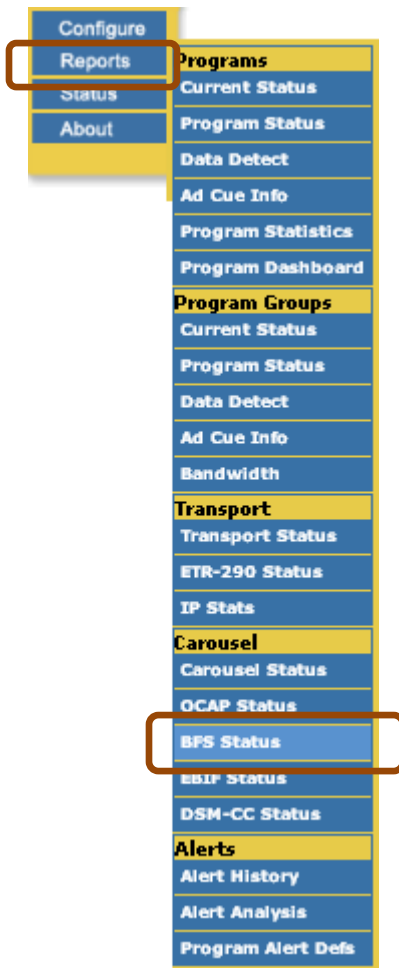 Configure
Reports
Status
About
Programs
Current Status
Program Status
Data Detect
Ad Cue Info
Program Statistics
Program Dashboard
Program Groups
Current Status
Program Status
Data Detect
Ad Cue Info
Bandwidth
Transport
Transport Status
ETR-290 Status
IP Stats
Carousel
Carousel Status
OCAP Status
BFS Status
EBIF Status
DSM-CC Status
Alerts
Alert History
Alert Analysis
Program Alert Defs